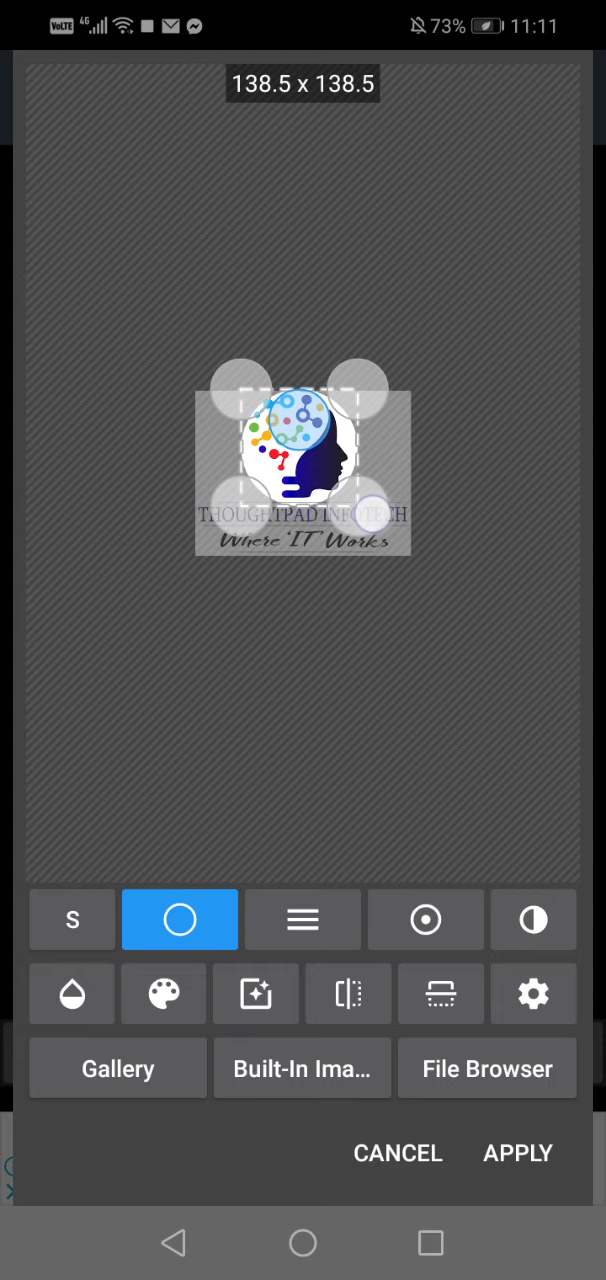 VoLTE 4G 73% 11:11
138.5 x 138.5
THOUGHTPAD INFOTECH
Where 'IT' Works
S
Gallery Built-In Ima... File Browser
CANCEL APPLY